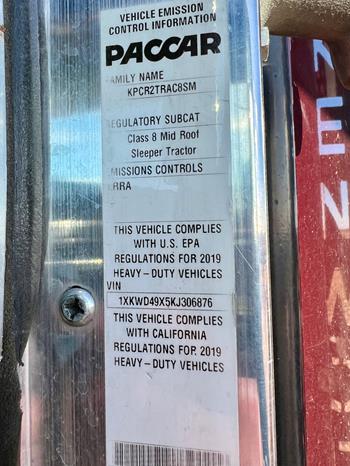 VEHICLE EMISSION
CONTROL INFORMATION
PACCAR
AMILY NAME
KPCR2TRAC8SM
EGULATORY SUBCAT
Class 8 Mid Roof
Sleeper Tractor
MISSIONS CONTROLS
RRA
THIS VEHICLE COMPLIES
WITH U.S. EPA
REGULATIONS FOR 2019
HEAVY-DUTY VEHICLES
VIN
1XKWD49X5KJ306876
THIS VEHICLE COMPLIES
WITH CALIFORNIA
REGULATIONS FOR 2019
HEAVY-DUTY VEHICLES
K
E
N